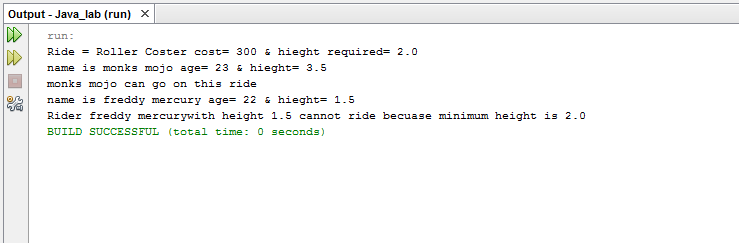 Output - Java_lab (run) ×
run:
Ride = Roller Coster cost= 300 & hieght required= 2.0
name is monks mojo age= 23 & hieght= 3.5
monks mojo can go on this ride
name is freddy mercury age= 22 & hieght= 1.5
Rider freddy mercurywith height 1.5 cannot ride becuase minimum height is 2.0
BUILD SUCCESSFUL (total time: 0 seconds)